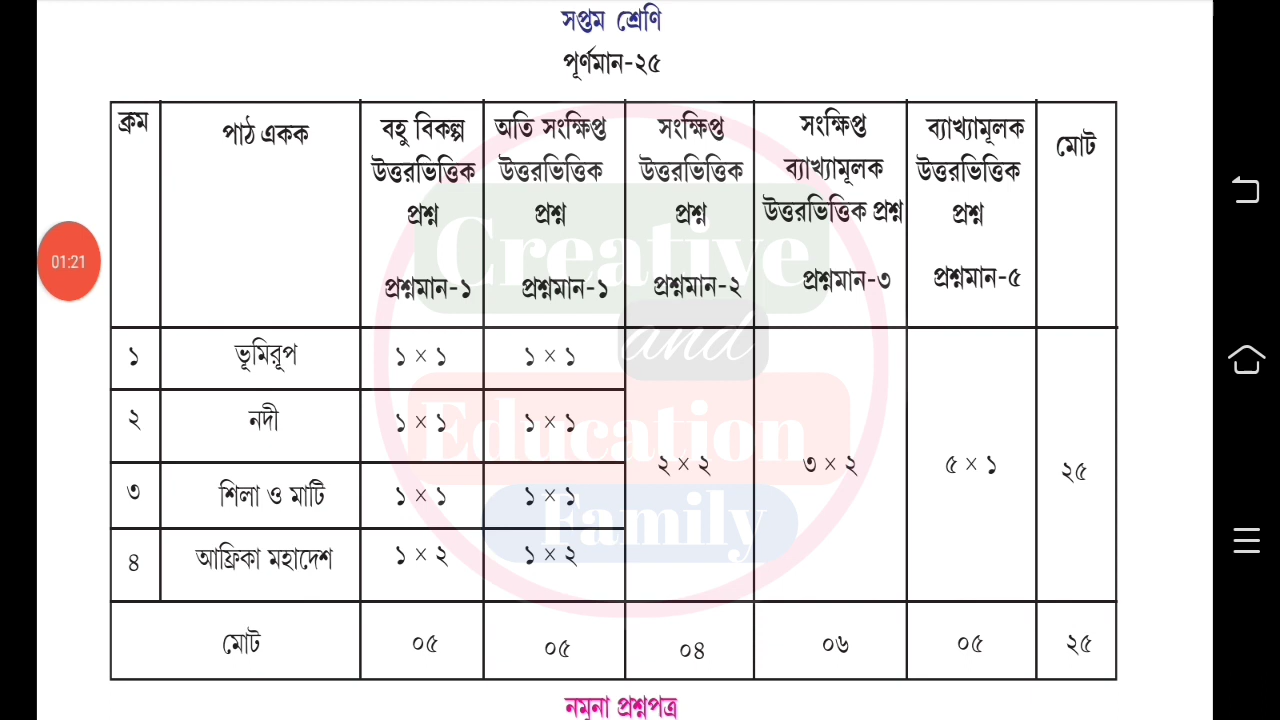 সপ্তম শ্রেণি
পূর্ণমান-২৫
ক্রম
পাঠ একক
বহু বিকল্প
উত্তরভিত্তিক
প্রশ্ন
প্রশ্নমান-১
অতি সংক্ষিপ্ত
উত্তরভিত্তিক
প্রশ্ন
প্রশ্নমান-১
সংক্ষিপ্ত
উত্তরভিত্তিক
প্রশ্ন
প্রশ্নমান-২
সংক্ষিপ্ত
ব্যাখ্যামূলক
উত্তরভিত্তিক প্রশ্ন
প্রশ্নমান-৩
ব্যাখ্যামূলক
উত্তরভিত্তিক
প্রশ্ন
প্রশ্নমান-৫
মোট
১ ভূমিরূপ ১ × ১ ১ × ১
২ নদী ১ × ১ ১ × ১
৩ শিলা ও মাটি ১ × ১ ১ × ১
৪ আফ্রিকা মহাদেশ ১ × ২ ১ × ২
২ × ২ ৩ × ২ ৫ × ১ ২৫
মোট ০৫ ০৫ ০৪ ০৬ ০৫ ২৫
নমুনা প্রশ্নপত্র
Creative
and
Education
Family
01:21